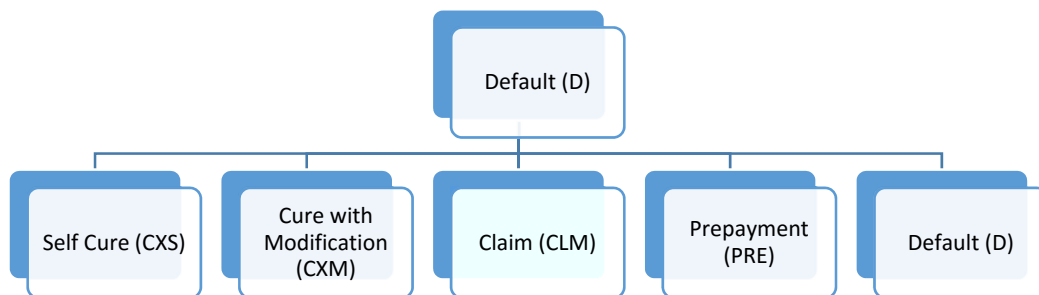 Default (D)
Self Cure (CXS)
Cure with
Modification
(CXM)
Claim (CLM)
Prepayment
(PRE)
Default (D)